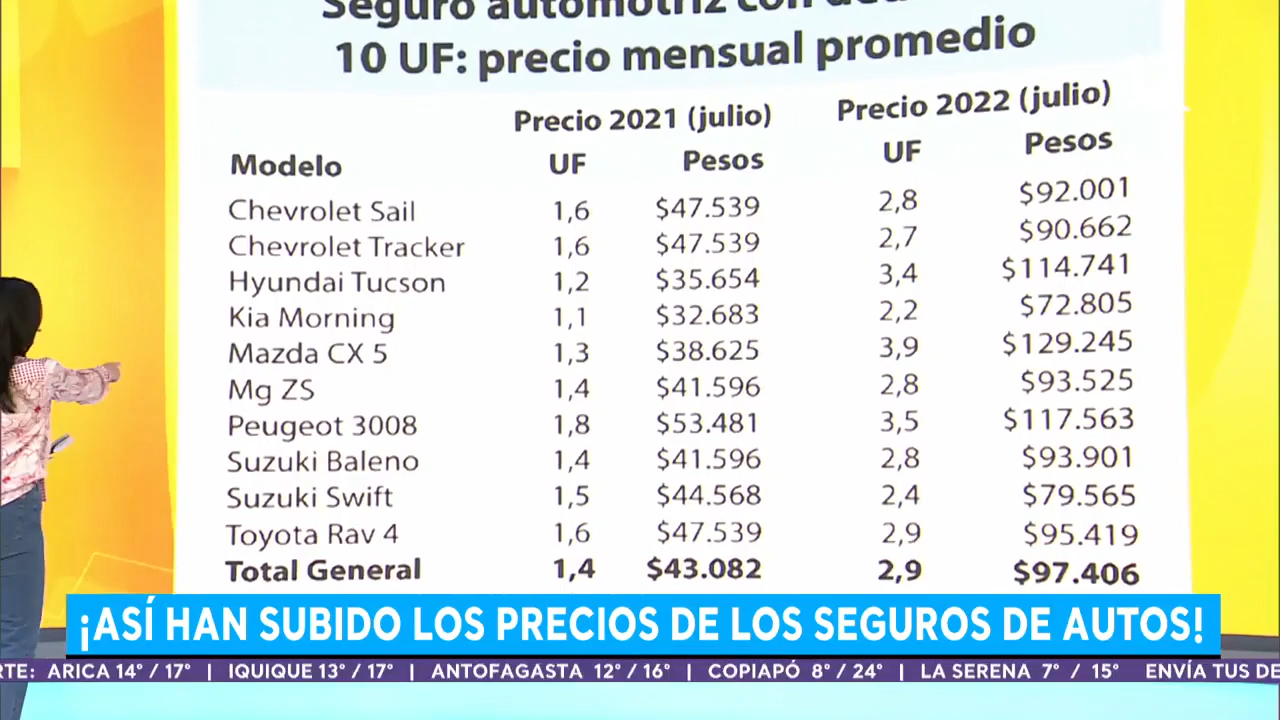 Seguro automotriz con
10 UF: precio mensual promedio
Precio 2021 (julio) Precio 2022 (julio)
Modelo UF Pesos UF Pesos
Chevrolet Sail 1,6 $47.539 2,8 $92.001
Chevrolet Tracker 1,6 $47.539 2,7 $90.662
Hyundai Tucson 1,2 $35.654 3,4 $114.741
Kia Morning 1,1 $32.683 2,2 $72.805
Mazda CX 5 1,3 $38.625 3,9 $129.245
Mg ZS 1,4 $41.596 2,8 $93.525
Peugeot 3008 1,8 $53.481 3,5 $117.563
Suzuki Baleno 1,4 $41.596 2,8 $93.901
Suzuki Swift 1,5 $44.568 2,4 $79.565
Toyota Rav 4 1,6 $47.539 2,9 $95.419
Total General 1,4 $43.082 2,9 $97.406
¡ASÍ HAN SUBIDO LOS PRECIOS DE LOS SEGUROS DE AUTOS!
RTE: ARICA 14° / 17° | IQUIQUE 13° / 17° | ANTOFAGASTA 12° / 16° | COPIAPÓ 8° / 24° | LA SERENA 7° / 15° ENVÍA TUS DE